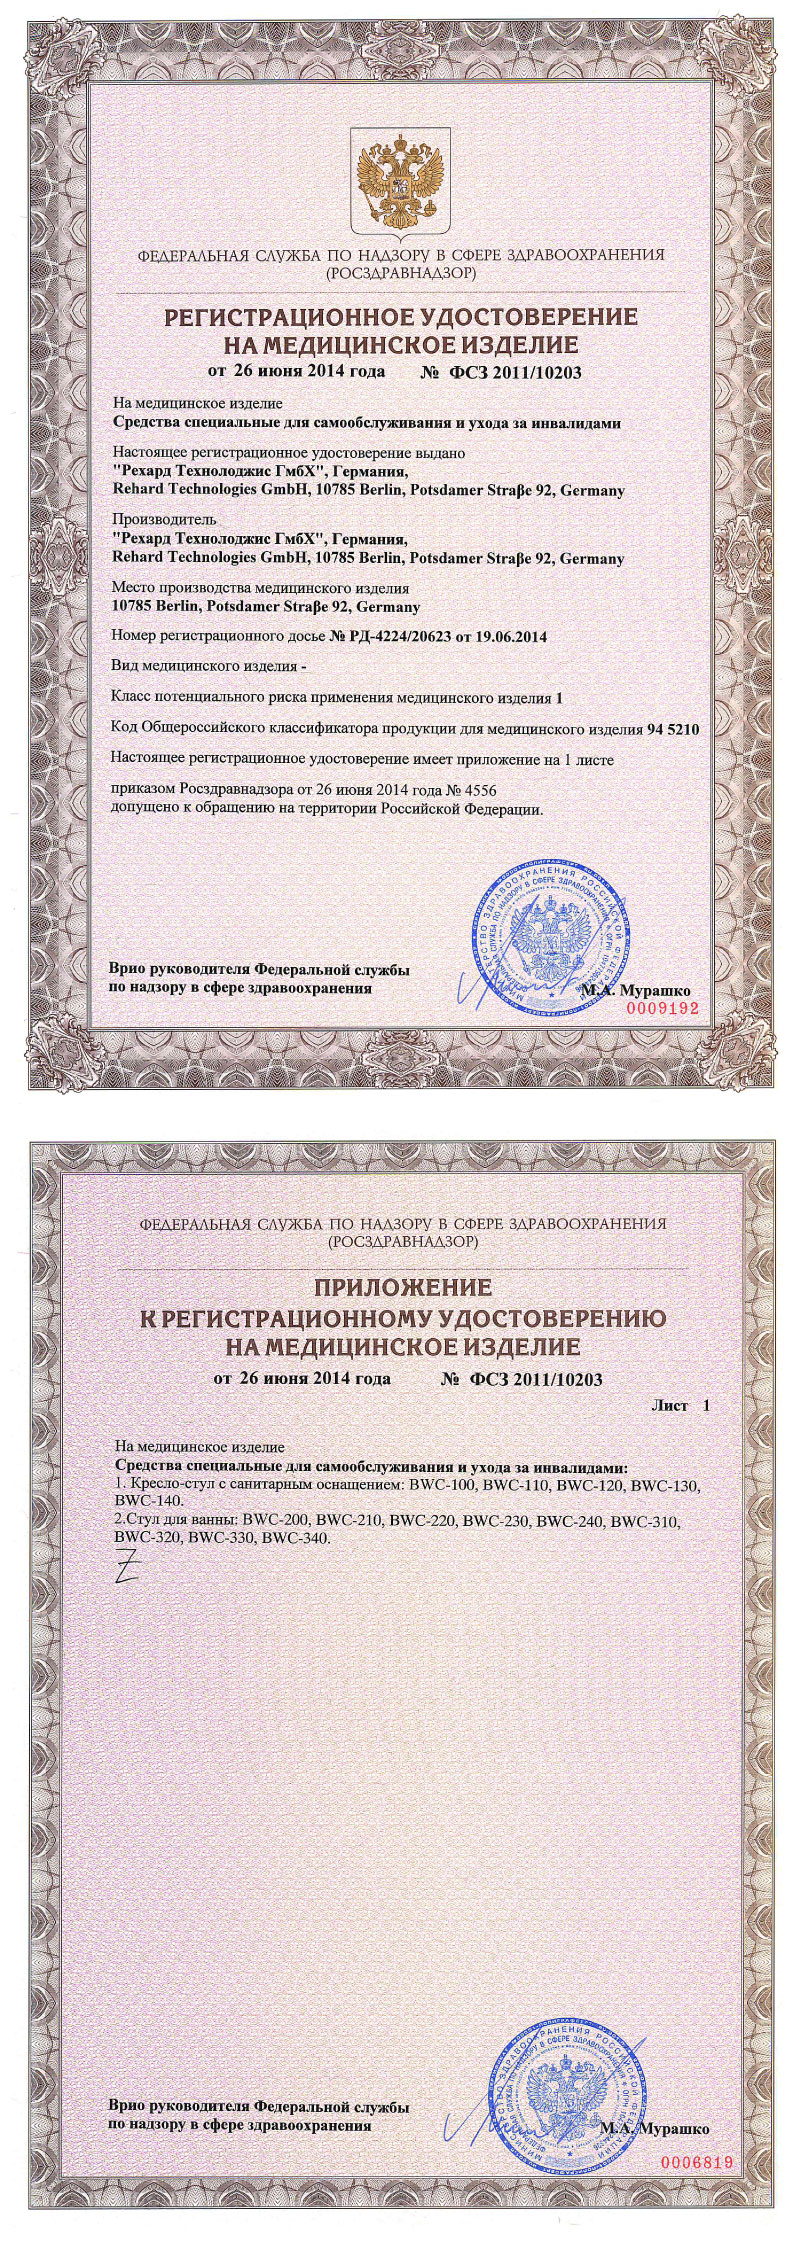 ФЕДЕРАЛЬНАЯ СЛУЖБА ПО НАДЗОРУ В СФЕРЕ ЗДРАВООХРАНЕНИЯ
(РОСЗДРАВНАДЗОР)
РЕГИСТРАЦИОННОЕ УДОСТОВЕРЕНИЕ
НА МЕДИЦИНСКОЕ ИЗДЕЛИЕ
от 26 июня 2014 года № ФСЗ 2011/10203
На медицинское изделие
Средства специальные для самообслуживания и ухода за инвалидами
Настоящее регистрационное удостоверение выдано
"Рехард Технолоджис ГмбХ", Германия,
Rehard Technologies GmbH, 10785 Berlin, Potsdamer Straβe 92, Germany
Производитель
"Рехард Технолоджис ГмбХ", Германия,
Rehard Technologies GmbH, 10785 Berlin, Potsdamer Straβe 92, Germany
Место производства медицинского изделия
10785 Berlin, Potsdamer Straβe 92, Germany
Номер регистрационного досье № РД-4224/20623 от 19.06.2014
Вид медицинского изделия -
Класс потенциального риска применения медицинского изделия 1
Код Общероссийского классификатора продукции для медицинского изделия 94 5210
Настоящее регистрационное удостоверение имеет приложение на 1 листе
приказом Росздравнадзора от 26 июня 2014 года № 4556
допущено к обращению на территории Российской Федерации.
Врио руководителя Федеральной службы
по надзору в сфере здравоохранения
М.А. Мурашко
0009192
ФЕДЕРАЛЬНАЯ СЛУЖБА ПО НАДЗОРУ В СФЕРЕ ЗДРАВООХРАНЕНИЯ
(РОСЗДРАВНАДЗОР)
ПРИЛОЖЕНИЕ
К РЕГИСТРАЦИОННОМУ УДОСТОВЕРЕНИЮ
НА МЕДИЦИНСКОЕ ИЗДЕЛИЕ
от 26 июня 2014 года № ФСЗ 2011/10203
Лист 1
На медицинское изделие
Средства специальные для самообслуживания и ухода за инвалидами:
1. Кресло-стул с санитарным оснащением: BWC-100, BWC-110, BWC-120, BWC-130,
BWC-140.
2.Стул для ванны: BWC-200, BWC-210, BWC-220, BWC-230, BWC-240, BWC-310,
BWC-320, BWC-330, BWC-340.
Врио руководителя Федеральной службы
по надзору в сфере здравоохранения
М.А. Мурашко
0006819